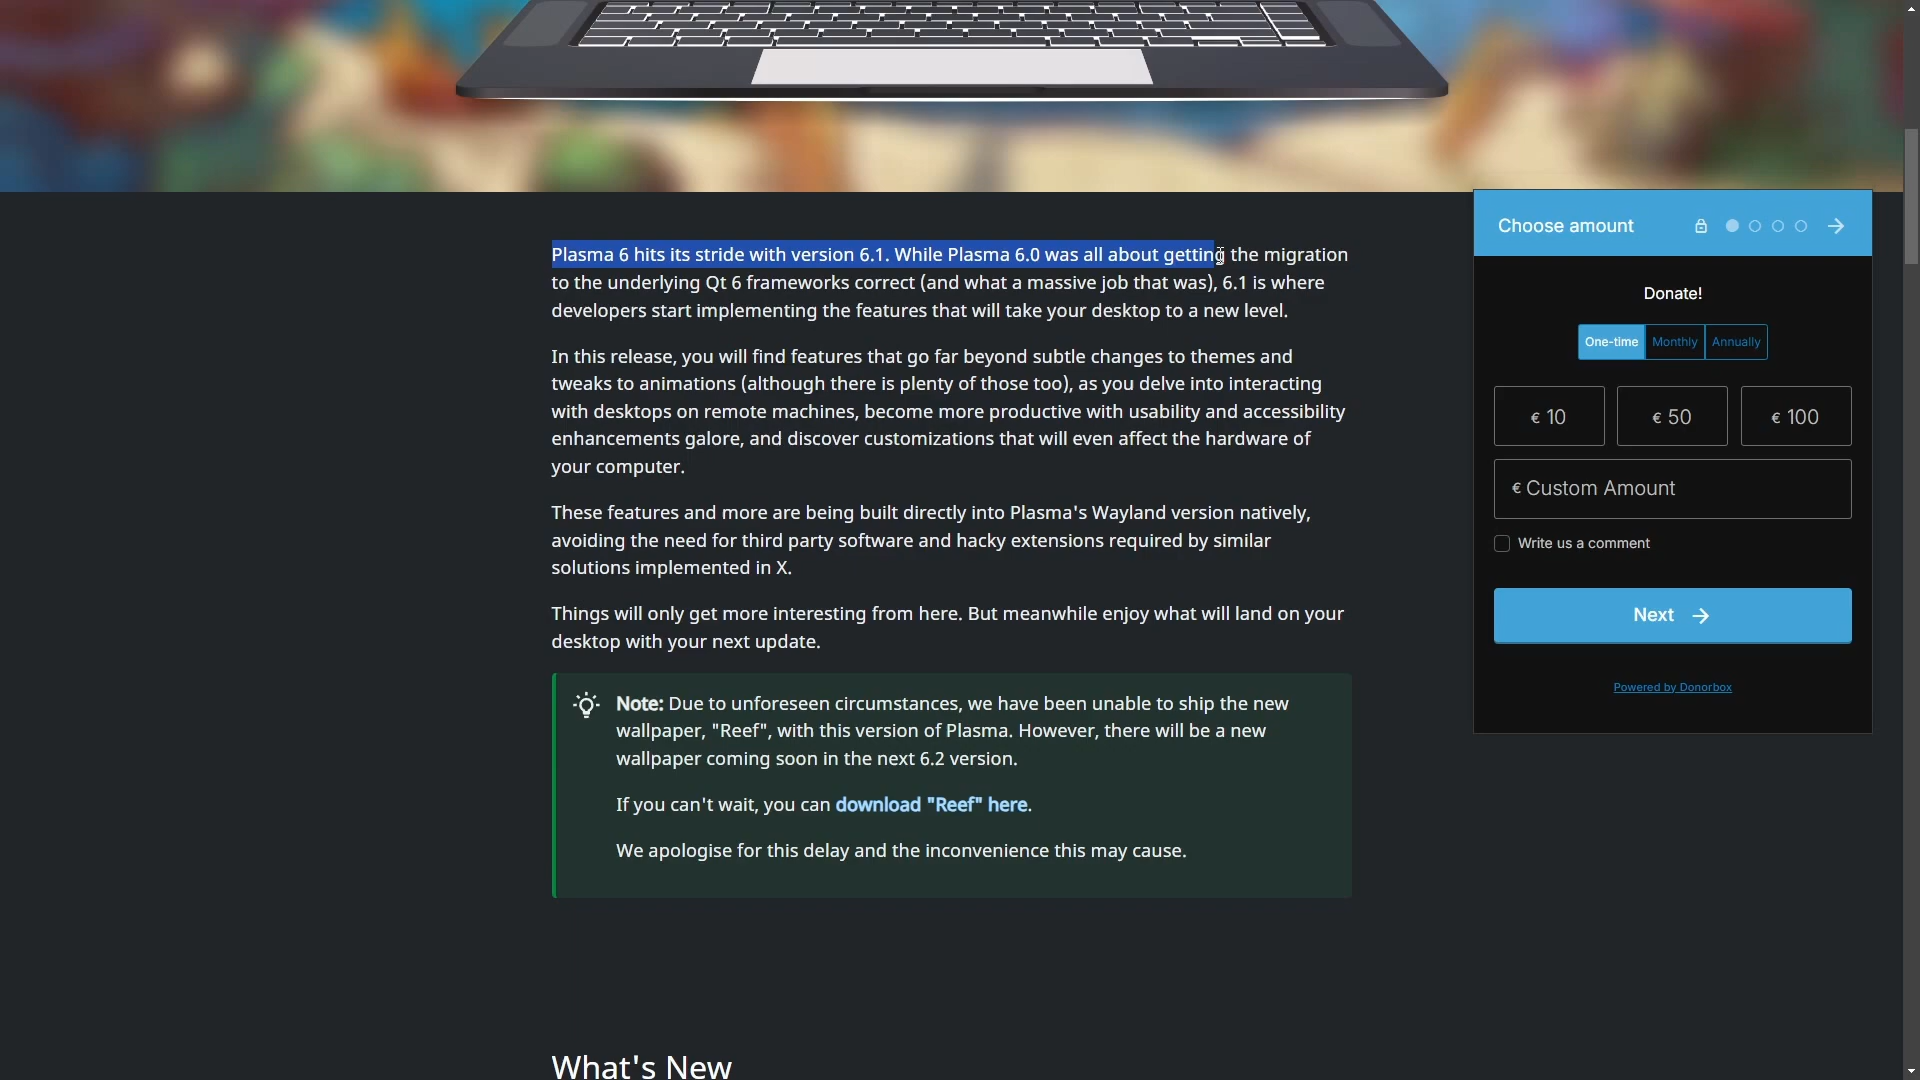 Plasma 6 hits its stride with version 6.1. While Plasma 6.0 was all about getting the migration
to the underlying Qt 6 frameworks correct (and what a massive job that was), 6.1 is where
developers start implementing the features that will take your desktop to a new level.
In this release, you will find features that go far beyond subtle changes to themes and
tweaks to animations (although there is plenty of those too), as you delve into interacting
with desktops on remote machines, become more productive with usability and accessibility
enhancements galore, and discover customizations that will even affect the hardware of
your computer.
These features and more are being built directly into Plasma's Wayland version natively,
avoiding the need for third party software and hacky extensions required by similar
solutions implemented in X.
Things will only get more interesting from here. But meanwhile enjoy what will land on your
desktop with your next update.
Note: Due to unforeseen circumstances, we have been unable to ship the new
wallpaper, "Reef", with this version of Plasma. However, there will be a new
wallpaper coming soon in the next 6.2 version.
If you can't wait, you can download "Reef" here.
We apologise for this delay and the inconvenience this may cause.
What's New
Choose amount
Donate!
One-time Monthly Annually
€ 10 € 50 € 100
€ Custom Amount
Write us a comment
Next
Powered by Donorbox